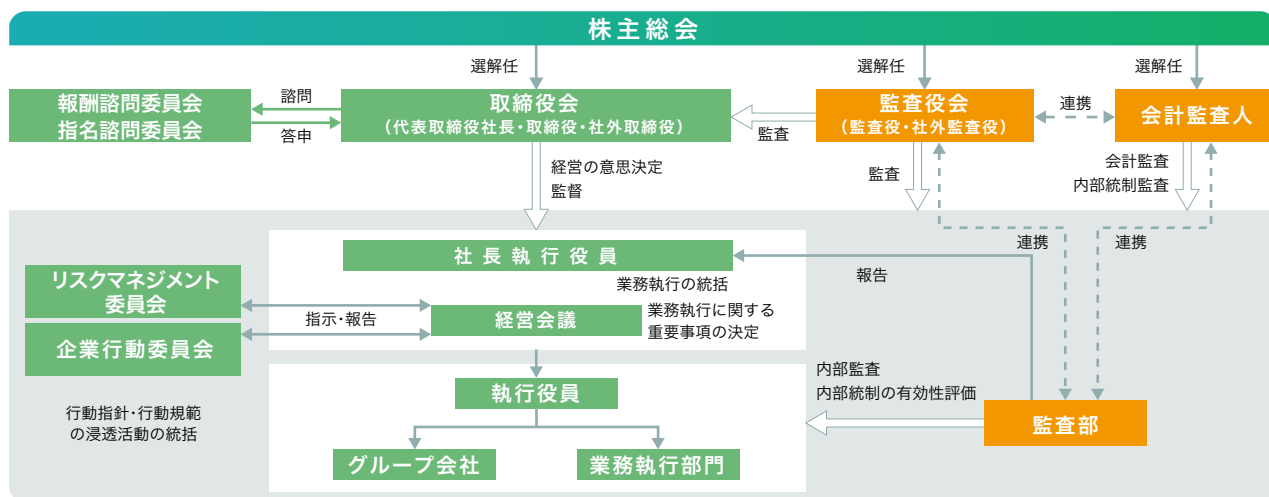 株主総会
選解任
選解任
選解任
報酬諮問委員会
指名諮問委員会
諮問
答申
取締役会
（代表取締役社長・取締役・社外取締役）
監査
監査役会
（監査役・社外監査役）
連携
会計監査人
経営の意思決定
監督
監査
会計監査
内部統制監査
連携
連携
社長執行役員
業務執行の統括
報告
リスクマネジメント
委員会
企業行動委員会
指示・報告
経営会議
業務執行に関する
重要事項の決定
行動指針・行動規範
の浸透活動の統括
執行役員
グループ会社
業務執行部門
内部監査
内部統制の有効性評価
監査部